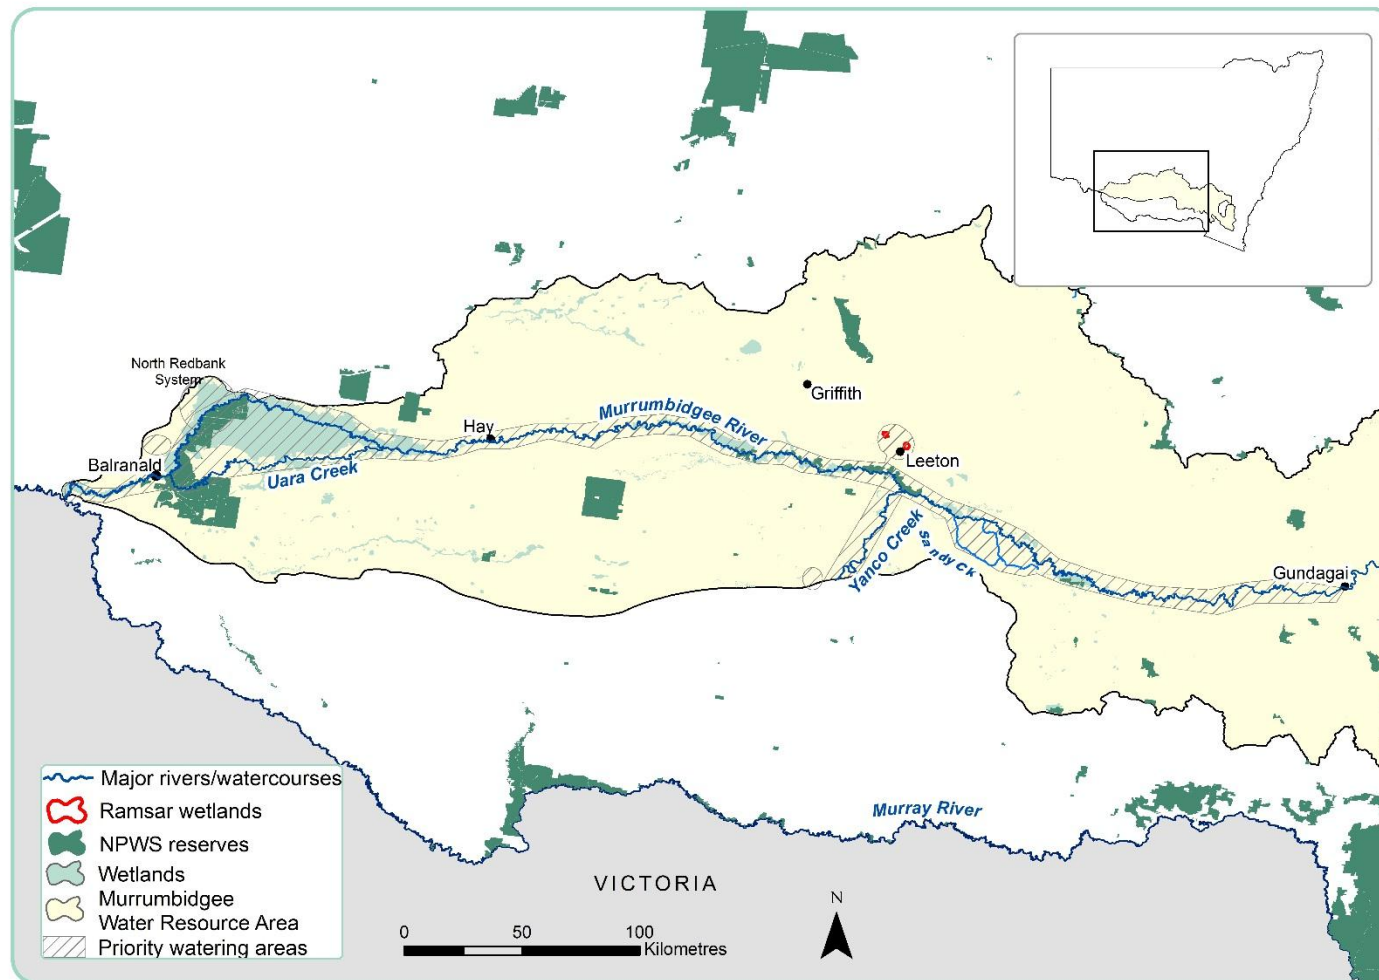 North Redbank
System
Griffith
Murrumbidgee River
Hay
Leeton
Balranald
Uara Creek
Yanco Creek
Sandy Ck
Gundagai
Major rivers/watercourses
Ramsar wetlands
NPWS reserves
Wetlands
Murrumbidgee
Water Resource Area
Priority watering areas
Murray River
VICTORIA
N
0 50 100
Kilometres